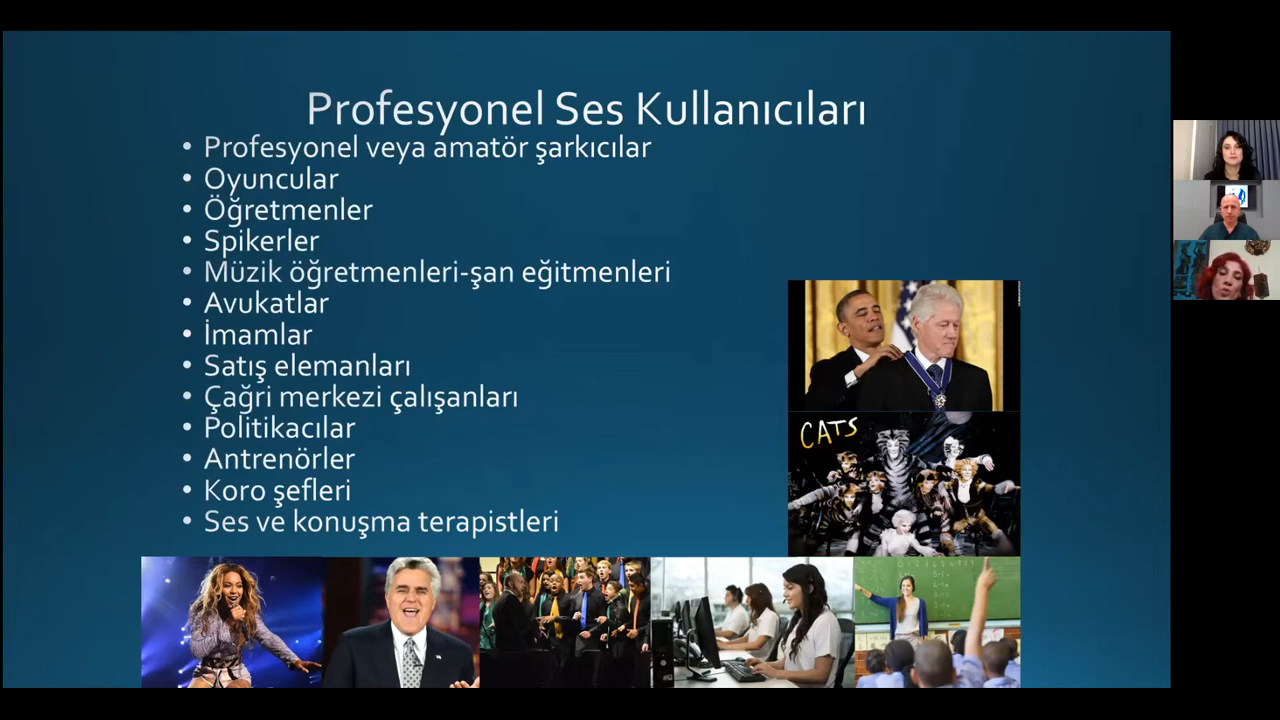 Profesyonel Ses Kullanıcıları
• Profesyonel veya amatör şarkıcılar
• Oyuncular
• Öğretmenler
• Spikerler
• Müzik öğretmenleri-şan eğitmenleri
• Avukatlar
• İmamlar
• Satış elemanları
• Çağri merkezi çalışanları
• Politikacılar
• Antrenörler
• Koro şefleri
• Ses ve konuşma terapistleri
CATS